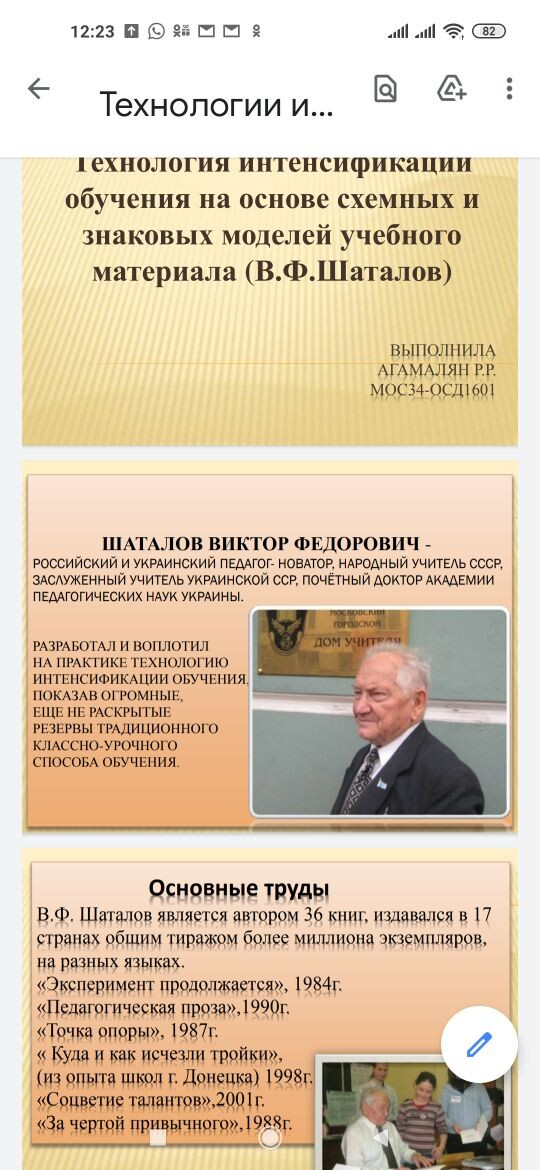 12:23
82
Технологии и...
Технология интенсификации
обучения на основе схемных и
знаковых моделей учебного
материала (В.Ф.Шаталов)
ВЫПОЛНИЛА
АГАМАЛЯН Р.Р.
МОС34-ОСД1601
ШАТАЛОВ ВИКТОР ФЕДОРОВИЧ -
РОССИЙСКИЙ И УКРАИНСКИЙ ПЕДАГОГ- НОВАТОР, НАРОДНЫЙ УЧИТЕЛЬ СССР,
ЗАСЛУЖЕННЫЙ УЧИТЕЛЬ УКРАИНСКОЙ ССР, ПОЧЁТНЫЙ ДОКТОР АКАДЕМИИ
ПЕДАГОГИЧЕСКИХ НАУК УКРАИНЫ.
РАЗРАБОТАЛ И ВОПЛОТИЛ
НА ПРАКТИКЕ ТЕХНОЛОГИЮ
ИНТЕНСИФИКАЦИИ ОБУЧЕНИЯ,
ПОКАЗАВ ОГРОМНЫЕ,
ЕЩЕ НЕ РАСКРЫТЫЕ
РЕЗЕРВЫ ТРАДИЦИОННОГО
КЛАССНО-УРОЧНОГО
СПОСОБА ОБУЧЕНИЯ.
МОСКОВСКИЙ
ГОРОДСКОЙ
ДОМ УЧИТЕЛЯ
Основные труды
В.Ф. Шаталов является автором 36 книг, издавался в 17
странах общим тиражом более миллиона экземпляров,
на разных языках.
«Эксперимент продолжается», 1984г.
«Педагогическая проза»,1990г.
«Точка опоры», 1987г.
« Куда и как исчезли тройки»,
(из опыта школ г. Донецка) 1998г.
«Соцветие талантов»,2001г.
«За чертой привычного»,1988г.